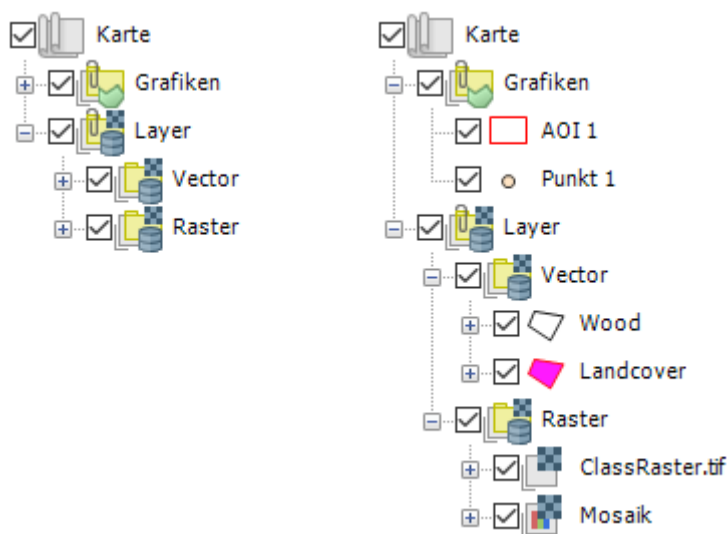 Karte
Grafiken
Layer
Vector
Raster
Karte
Grafiken
AOI 1
Punkt 1
Layer
Vector
Wood
Landcover
Raster
ClassRaster.tif
Mosaik